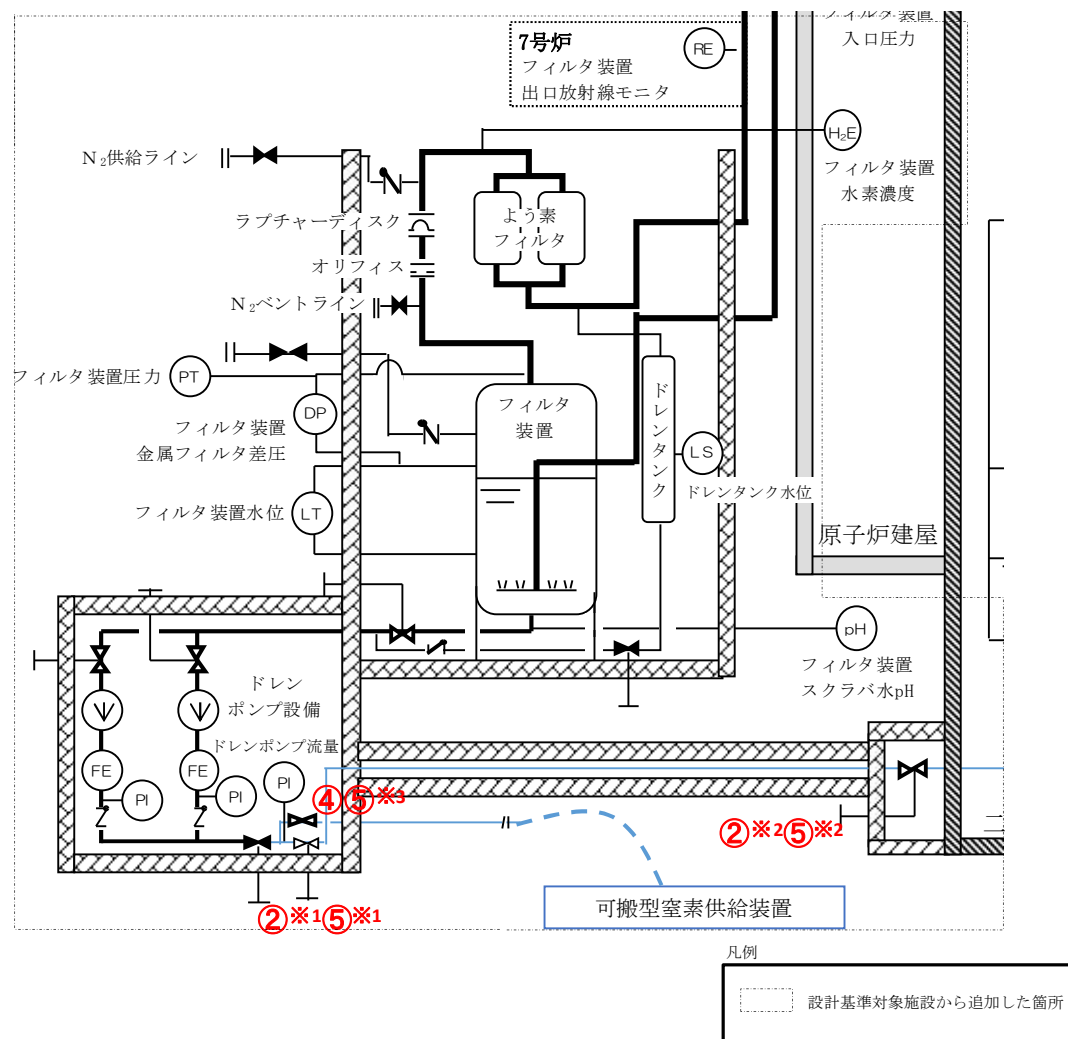 フィルタ装置
入口圧力
7号炉
フィルタ装置
出口放射線モニタ
RE
H₂E
フィルタ装置
水素濃度
N₂供給ライン
ラプチャーディスク
オリフィス
N₂ベントライン
よう素
フィルタ
フィルタ装置圧力
PT
DP
フィルタ装置
金属フィルタ差圧
フィルタ装置水位
LT
フィルタ
装置
ドレンタンク
LS
ドレンタンク水位
原子炉建屋
pH
フィルタ装置
スクラバ水pH
ドレン
ポンプ設備
ドレンポンプ流量
FE
PI
FE
PI
PI
④⑤※3
②※2⑤※2
②※1⑤※1
二
可搬型窒素供給装置
凡例
設計基準対象施設から追加した箇所